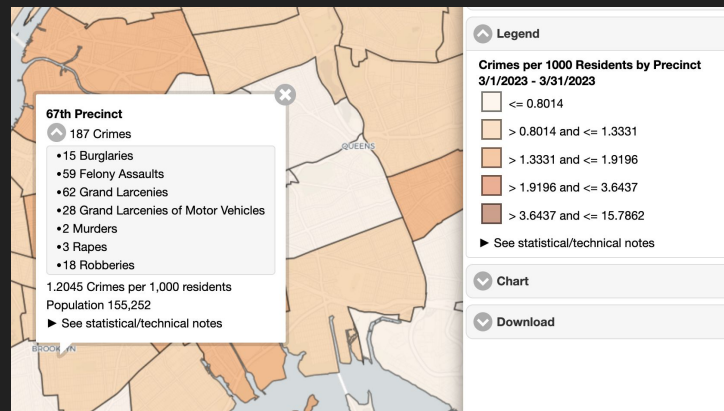 67th Precinct
187 Crimes
•15 Burglaries
•59 Felony Assaults
•62 Grand Larcenies
•28 Grand Larcenies of Motor Vehicles
•2 Murders
•3 Rapes
•18 Robberies
1.2045 Crimes per 1,000 residents
Population 155,252
► See statistical/technical notes
QUEENS
BROOKLYN
Legend
Crimes per 1000 Residents by Precinct
3/1/2023 - 3/31/2023
<= 0.8014
> 0.8014 and <= 1.3331
> 1.3331 and <= 1.9196
> 1.9196 and <= 3.6437
> 3.6437 and <= 15.7862
► See statistical/technical notes
Chart
Download